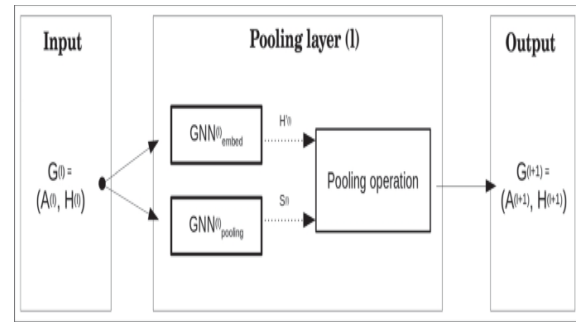 Input
Pooling layer (l)
Output
G⁽ˡ⁾ =
(A⁽ˡ⁾, H⁽ˡ⁾)
GNN⁽ˡ⁾embed
H'⁽ˡ⁾
GNN⁽ˡ⁾pooling
S⁽ˡ⁾
Pooling operation
G⁽ˡ⁺¹⁾ =
(A⁽ˡ⁺¹⁾, H⁽ˡ⁺¹⁾)